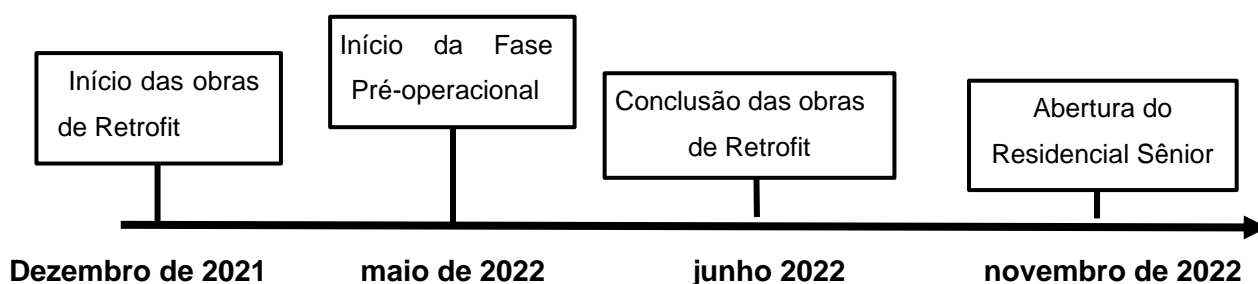 Início das obras
de Retrofit
Início da Fase
Pré-operacional
Conclusão das obras
de Retrofit
Abertura do
Residencial Sênior
Dezembro de 2021
maio de 2022
junho 2022
novembro de 2022